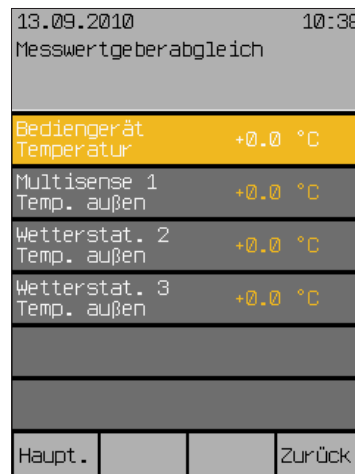 13.09.2010 10:38
Messwertgeberabgleich
Bediengerät
Temperatur +0.0 °C
Multisense 1
Temp. außen +0.0 °C
Wetterstat. 2
Temp. außen +0.0 °C
Wetterstat. 3
Temp. außen +0.0 °C
Haupt. Zurück